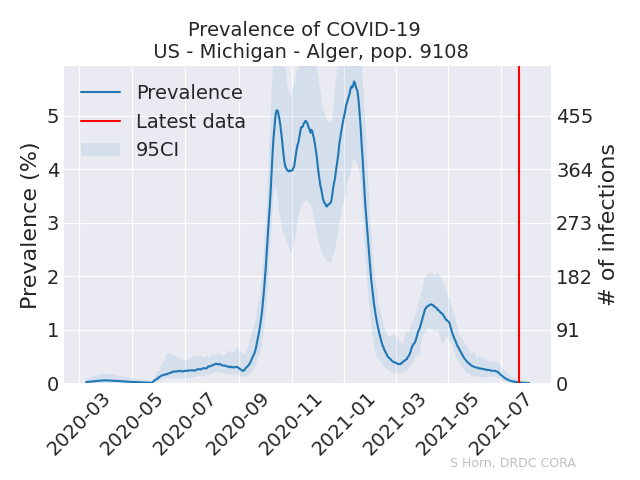 Prevalence of COVID-19
US - Michigan - Alger, pop. 9108
Prevalence
Latest data
95CI
Prevalence (%)
5
4
3
2
1
0
# of infections
455
364
273
182
91
0
2020-03
2020-05
2020-07
2020-09
2020-11
2021-01
2021-03
2021-05
2021-07
S Horn, DRDC CORA